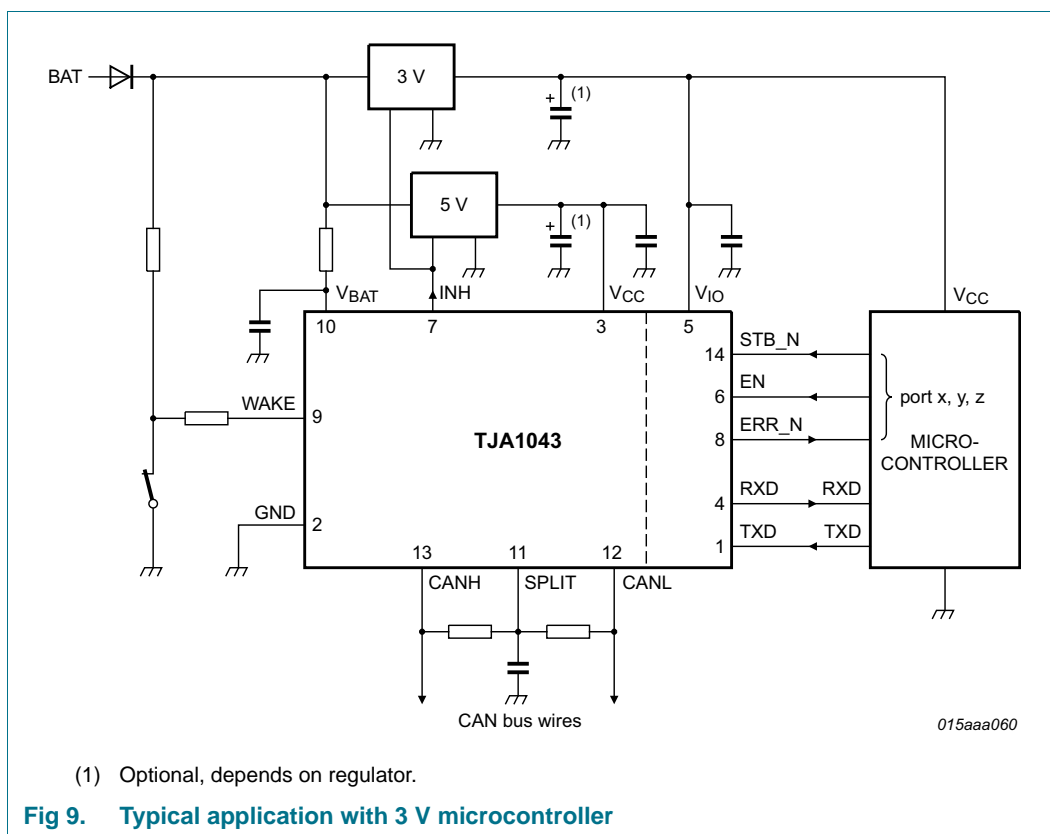 BAT
3 V
(1)
5 V
(1)
VBAT
INH
VCC
VIO
VCC
10
7
3
5
14
STB_N
6
EN
port x, y, z
WAKE
9
TJA1043
8
ERR_N
MICRO-
CONTROLLER
4
RXD
RXD
GND
2
1
TXD
TXD
13
11
12
CANH
SPLIT
CANL
CAN bus wires
015aaa060
(1) Optional, depends on regulator.
Fig 9. Typical application with 3 V microcontroller